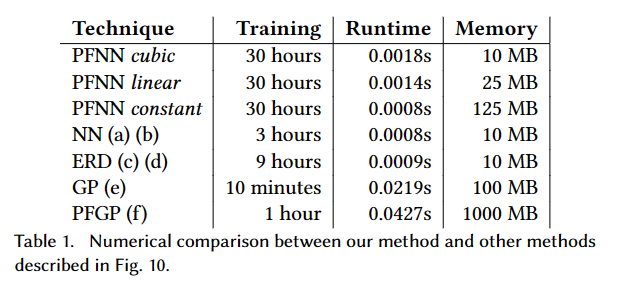 Technique Training Runtime Memory
PFNN cubic 30 hours 0.0018s 10 MB
PFNN linear 30 hours 0.0014s 25 MB
PFNN constant 30 hours 0.0008s 125 MB
NN (a) (b) 3 hours 0.0008s 10 MB
ERD (c) (d) 9 hours 0.0009s 10 MB
GP (e) 10 minutes 0.0219s 100 MB
PFGP (f) 1 hour 0.0427s 1000 MB
Table 1. Numerical comparison between our method and other methods
described in Fig. 10.